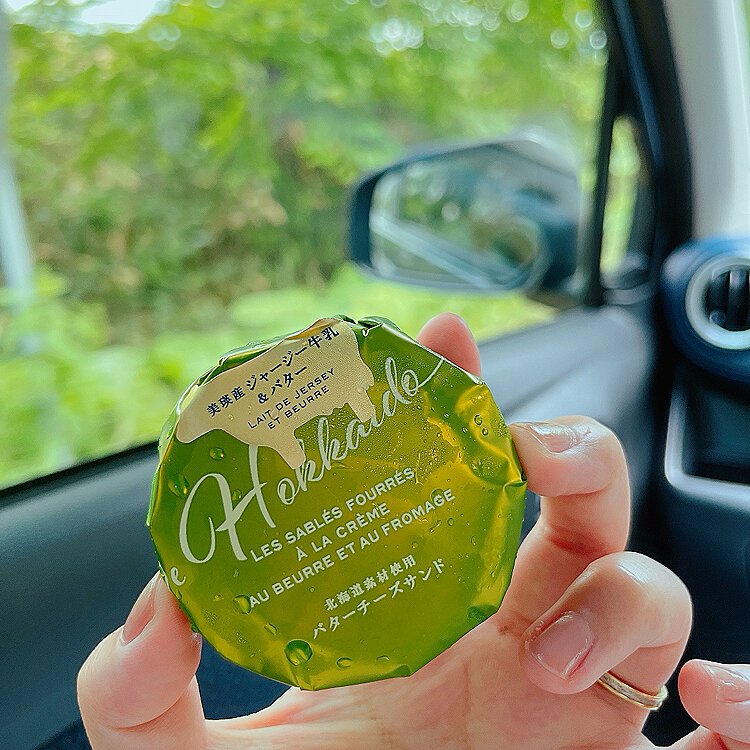 美瑛産 ジャージー牛乳
& バター
LAIT DE JERSEY
ET BEURRE
Hokkaido
LES SABLÉS FOURRÉS
À LA CRÈME
AU BEURRE ET AU FROMAGE
北海道素材使用
バターチーズサンド